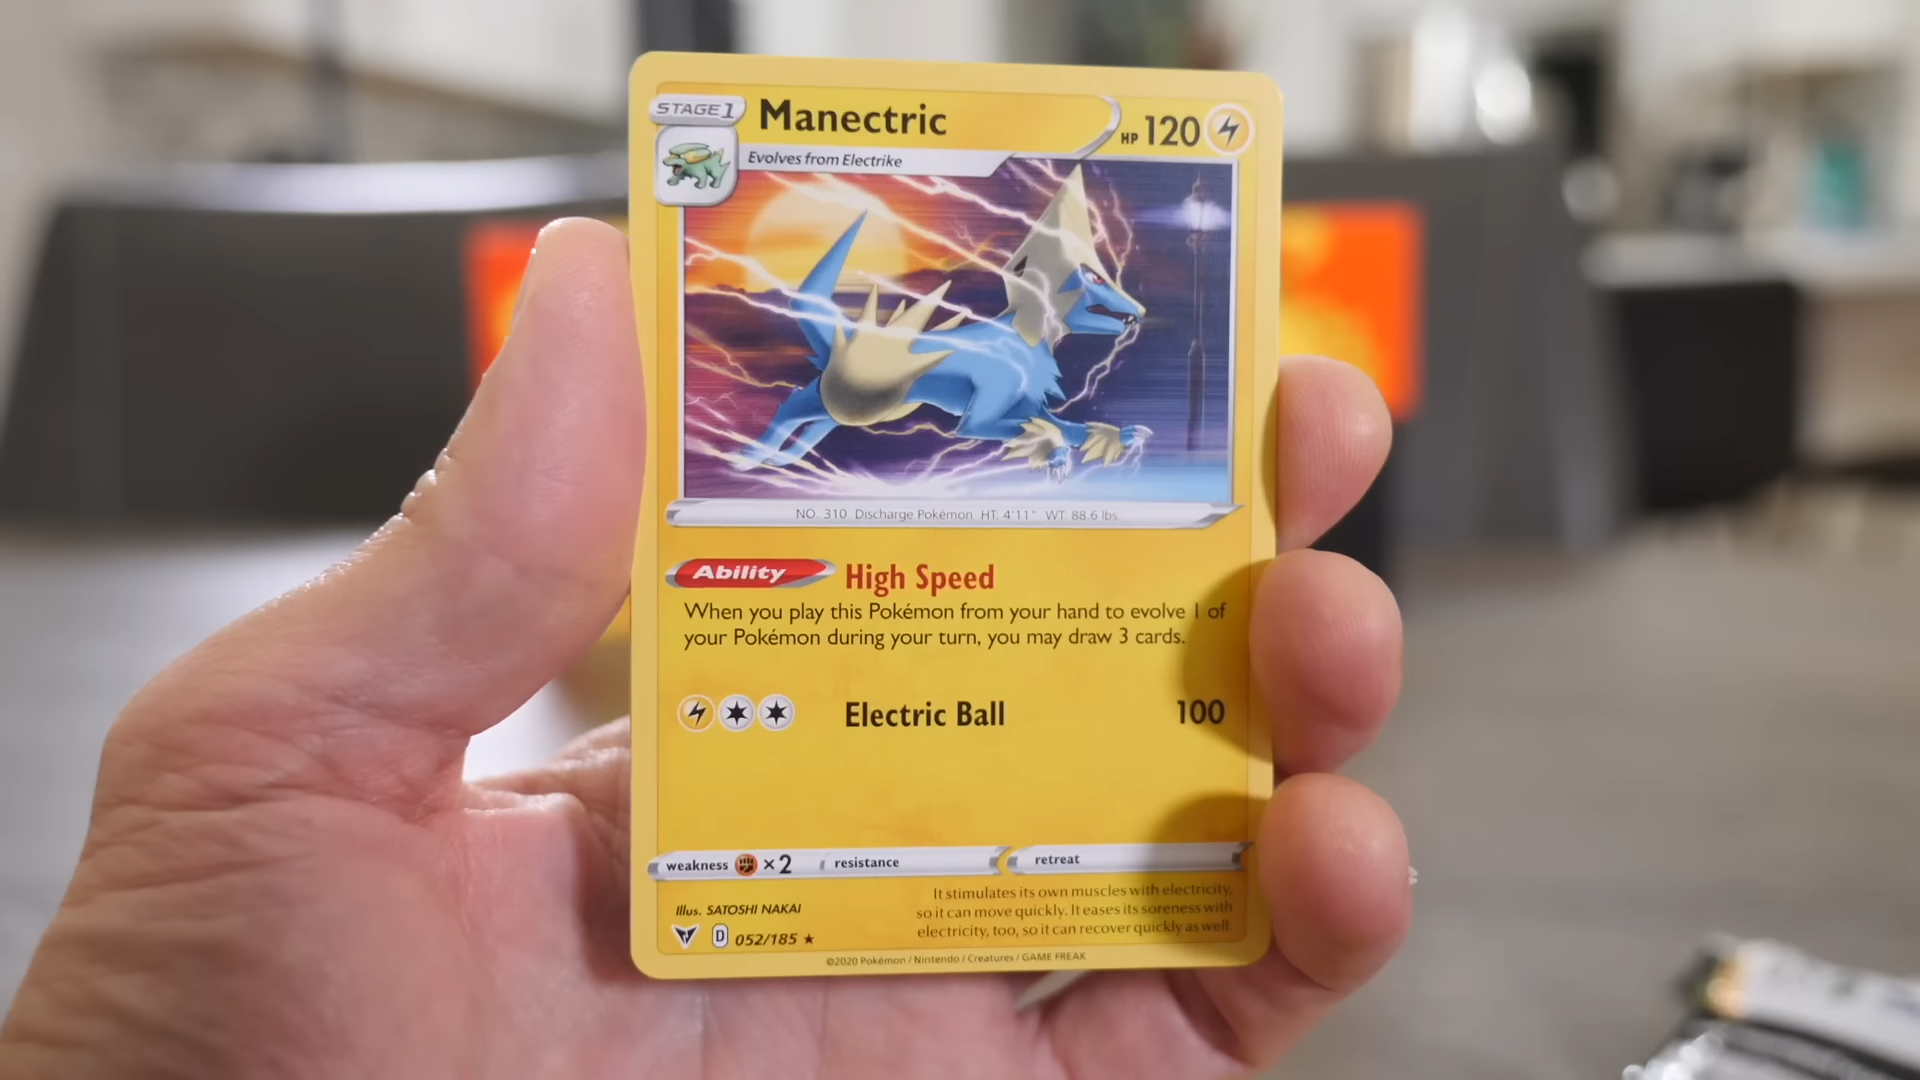 STAGE1
Manectric
HP 120
Evolves from Electrike
NO. 310 Discharge Pokémon HT: 4'11" WT: 88.6 lbs.
Ability High Speed
When you play this Pokémon from your hand to evolve 1 of
your Pokémon during your turn, you may draw 3 cards.
Electric Ball 100
weakness ×2 resistance retreat
It stimulates its own muscles with electricity,
so it can move quickly. It eases its soreness with
electricity, too, so it can recover quickly as well.
Illus. SATOSHI NAKAI
D 052/185 ★
©2020 Pokémon / Nintendo / Creatures / GAME FREAK